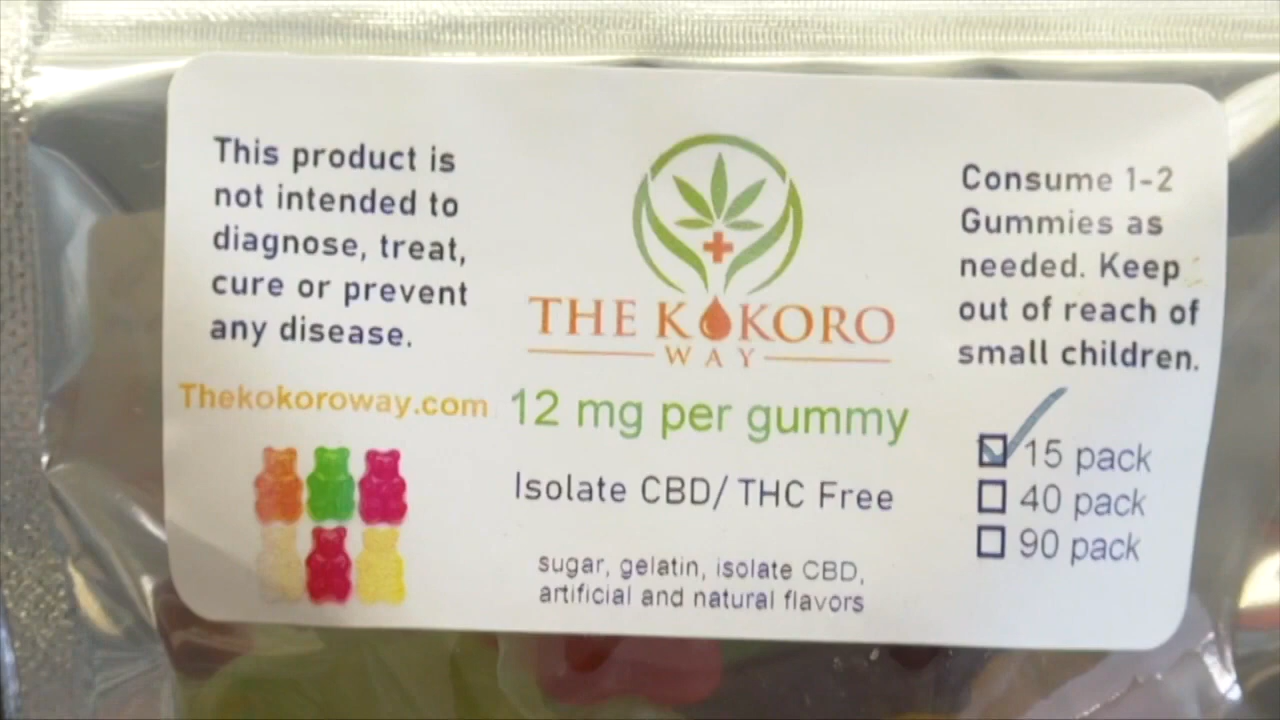 This product is
not intended to
diagnose, treat,
cure or prevent
any disease.
Thekokoroway.com
THE KOKORO
WAY
12 mg per gummy
Isolate CBD/ THC Free
sugar, gelatin, isolate CBD,
artificial and natural flavors
Consume 1-2
Gummies as
needed. Keep
out of reach of
small children.
15 pack
40 pack
90 pack